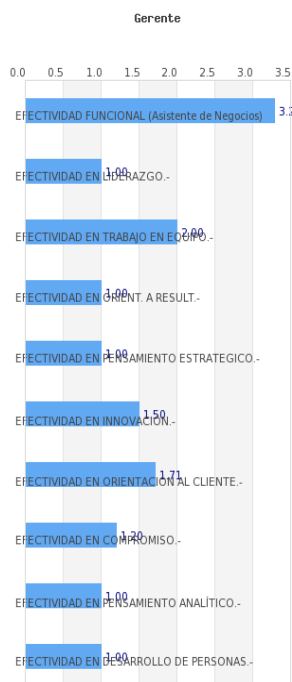 Gerente
0.0 0.5 1.0 1.5 2.0 2.5 3.0 3.5
EFECTIVIDAD FUNCIONAL (Asistente de Negocios)
EFECTIVIDAD EN LIDERAZGO.- 1.00
EFECTIVIDAD EN TRABAJO EN EQUIPO.- 2.00
EFECTIVIDAD EN ORIENT. A RESULT.- 1.00
EFECTIVIDAD EN PENSAMIENTO ESTRATEGICO.- 1.00
EFECTIVIDAD EN INNOVACIÓN.- 1.50
EFECTIVIDAD EN ORIENTACIÓN AL CLIENTE.- 1.71
EFECTIVIDAD EN COMPROMISO.- 1.20
EFECTIVIDAD EN PENSAMIENTO ANALÍTICO.- 1.00
EFECTIVIDAD EN DESARROLLO DE PERSONAS.- 1.00